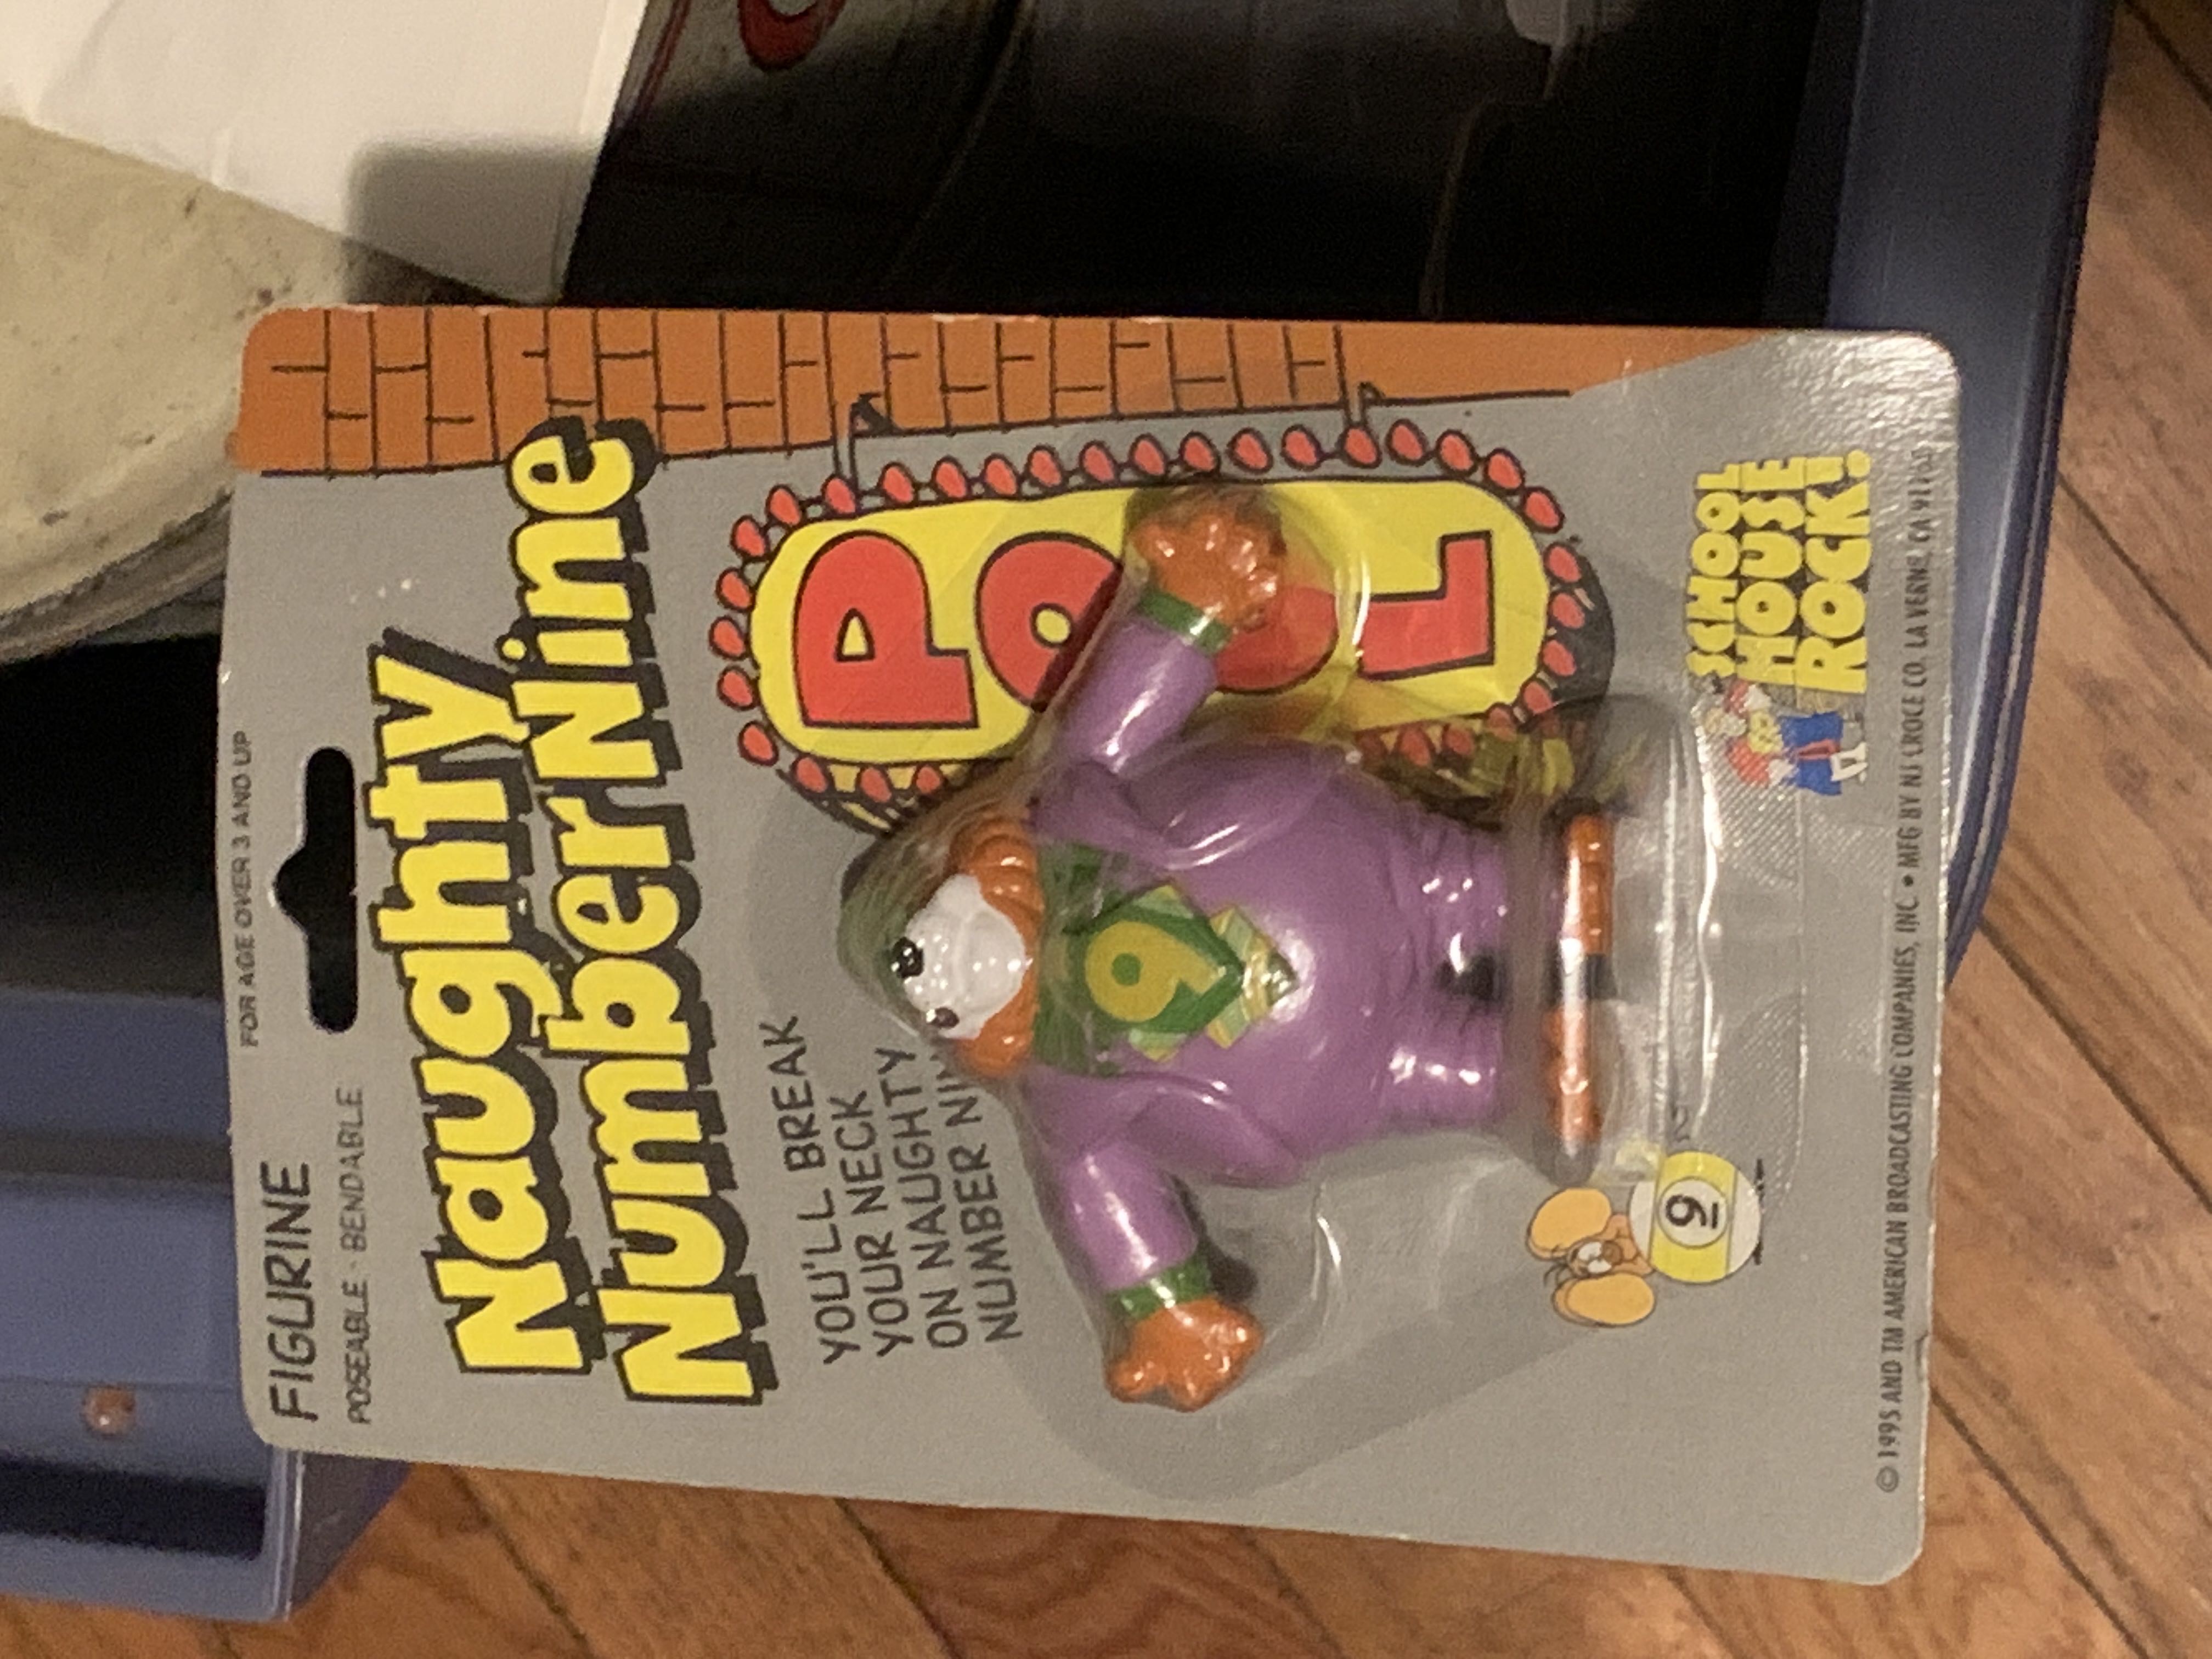 FOR AGE OVER 3 AND UP
FIGURINE
POSEABLE - BENDABLE
Naughty
Number Nine
YOU'LL BREAK
YOUR NECK
ON NAUGHTY
NUMBER
POOL
9
9
SCHOOL
HOUSE
ROCK!
© 1995 AND TM AMERICAN BROADCASTING COMPANIES, INC • MFG BY NJ CROCE CO. LA VERNE, CA